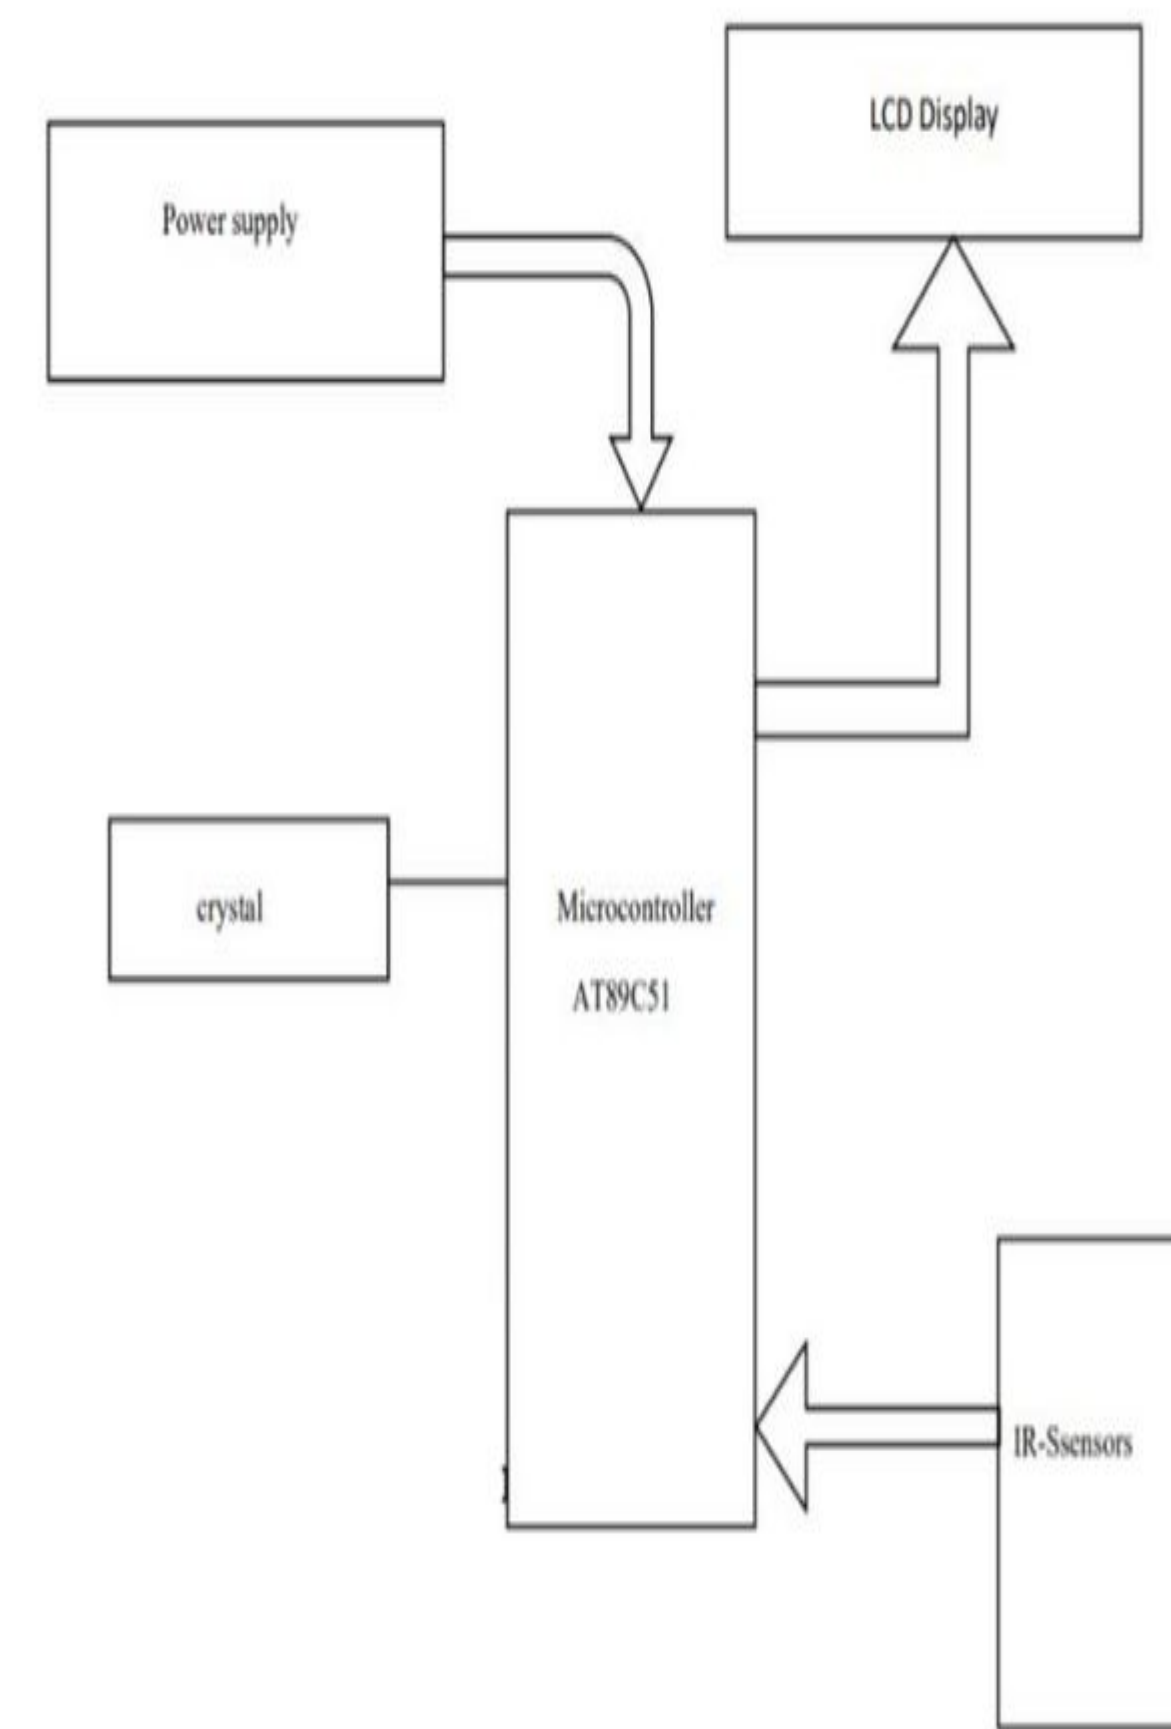 LCD Display
Power supply
crystal
Microcontroller
AT89C51
IR-Ssensors